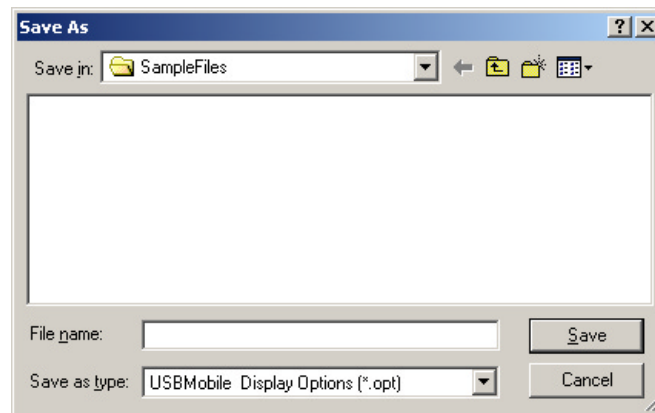 Save As
Save in: SampleFiles
File name:
Save
Save as type: USBMobile Display Options (*.opt)
Cancel